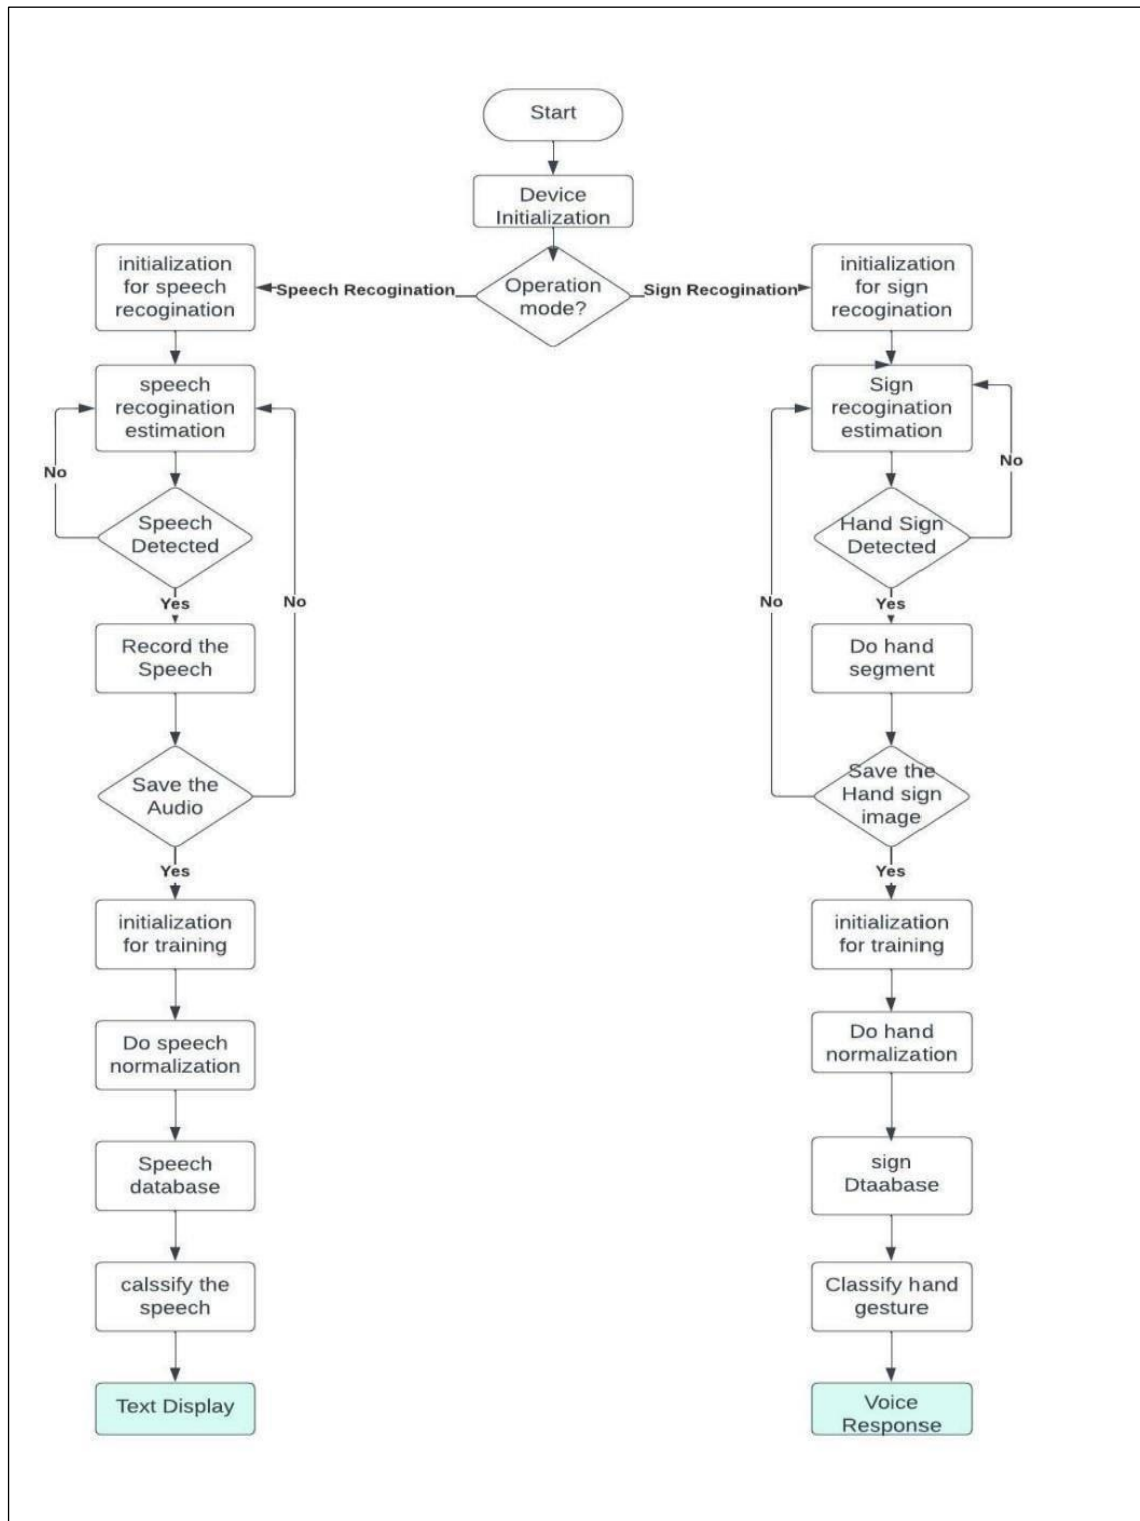 Start
Device
Initialization
Operation
mode?
Speech Recogination
Sign Recogination
initialization
for speech
recogination
speech
recogination
estimation
No
Speech
Detected
Yes
Record the
Speech
No
Save the
Audio
Yes
initialization
for training
Do speech
normalization
Speech
database
calssify the
speech
Text Display
initialization
for sign
recogination
Sign
recogination
estimation
No
Hand Sign
Detected
Yes
Do hand
segment
No
Save the
Hand sign
image
Yes
initialization
for training
Do hand
normalization
sign
Dtaabase
Classify hand
gesture
Voice
Response